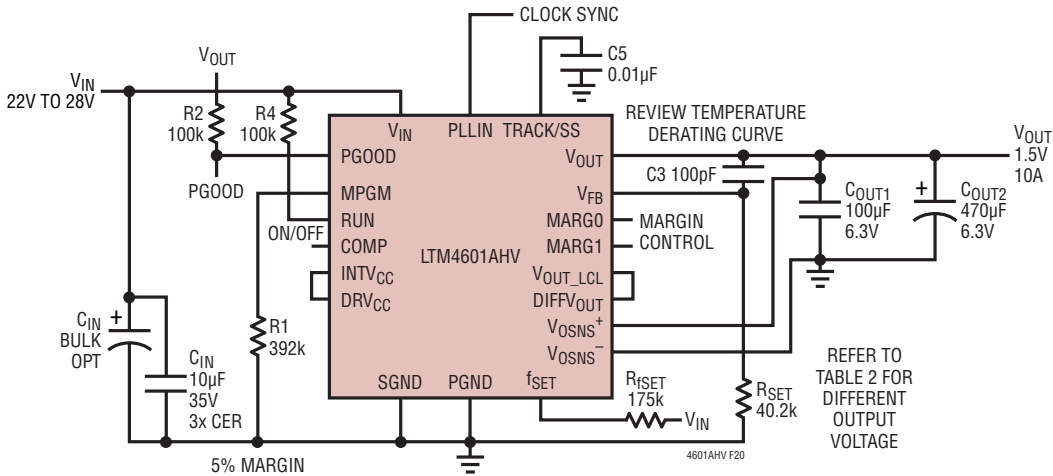 CLOCK SYNC
C5
0.01µF
VOUT
VIN
22V TO 28V
R2
100k
R4
100k
REVIEW TEMPERATURE
DERATING CURVE
VIN
PLLIN
TRACK/SS
PGOOD
VOUT
VOUT
1.5V
10A
PGOOD
C3 100pF
MPGM
VFB
COUT1
100µF
6.3V
+
COUT2
470µF
6.3V
RUN
MARG0
MARGIN
CONTROL
ON/OFF
COMP
LTM4601AHV
MARG1
INTVCC
VOUT_LCL
DRVCC
DIFFVOUT
CIN
BULK
OPT
+
R1
392k
VOSNS+
VOSNS–
CIN
10µF
35V
3x CER
REFER TO
TABLE 2 FOR
DIFFERENT
OUTPUT
VOLTAGE
SGND
PGND
fSET
RfSET
175k
VIN
RSET
40.2k
5% MARGIN
4601AHV F20